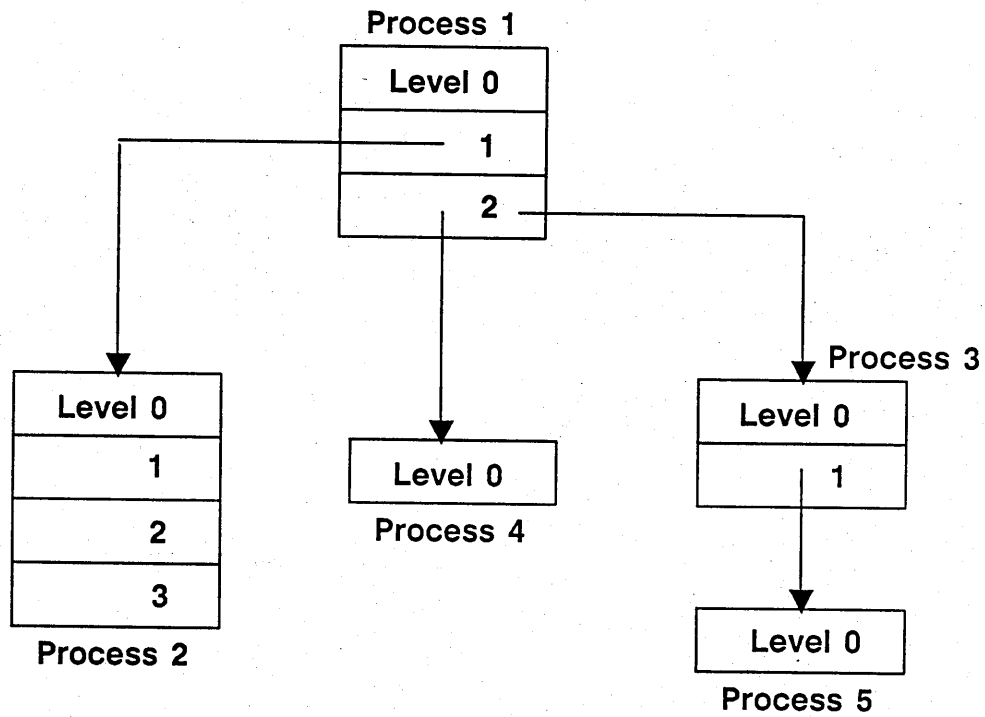 Process 1
Level 0
1
2
Process 3
Level 0
1
2
3
Process 2
Level 0
Process 4
Level 0
1
Level 0
Process 5